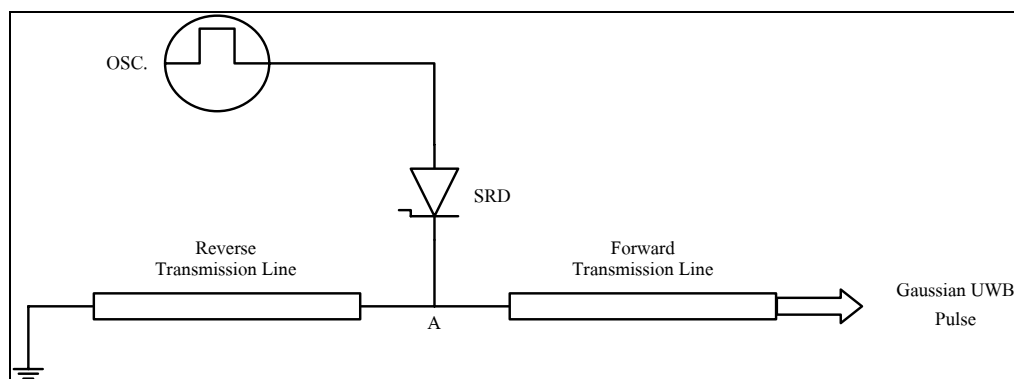 OSC.
SRD
Reverse
Transmission Line
Forward
Transmission Line
Gaussian UWB
Pulse
A